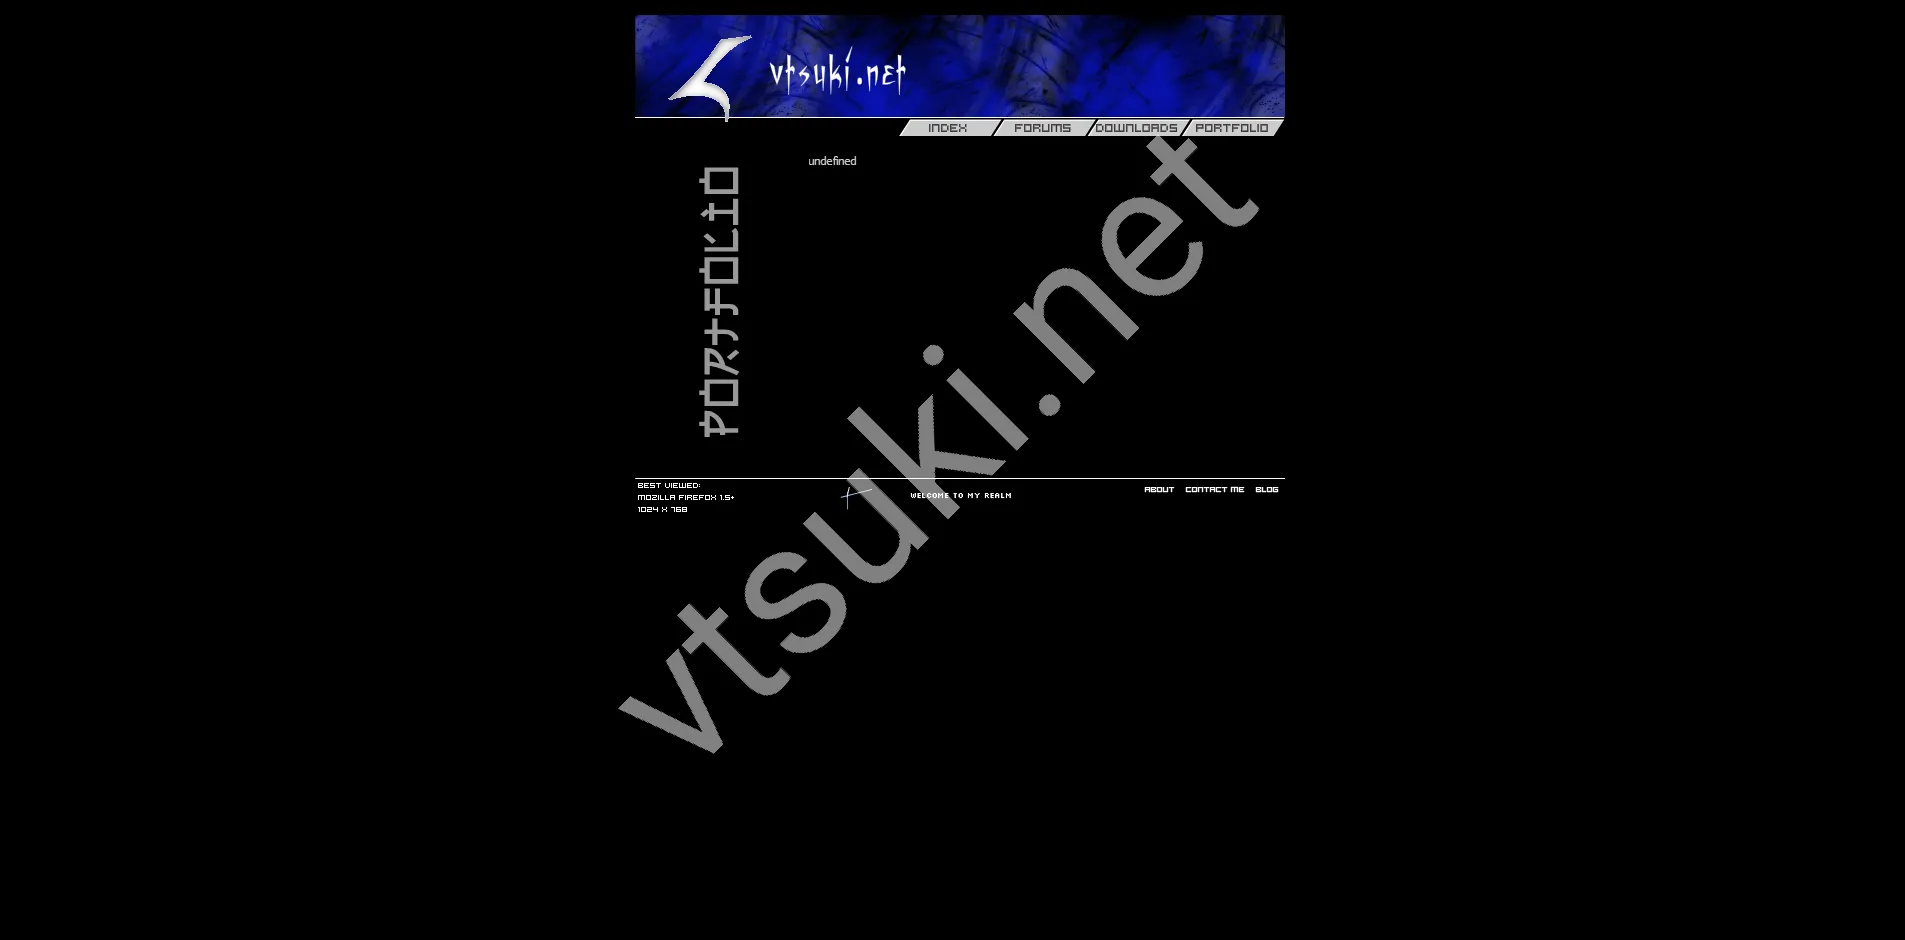 vtsuki.net
INDEX FORUMS DOWNLOADS PORTFOLIO
undefined
PORTFOLIO
vtsuki.net
BEST VIEWED:
MOZILLA FIREFOX 1.5+
1024 X 768
WELCOME TO MY REALM
ABOUT CONTACT ME BLOG